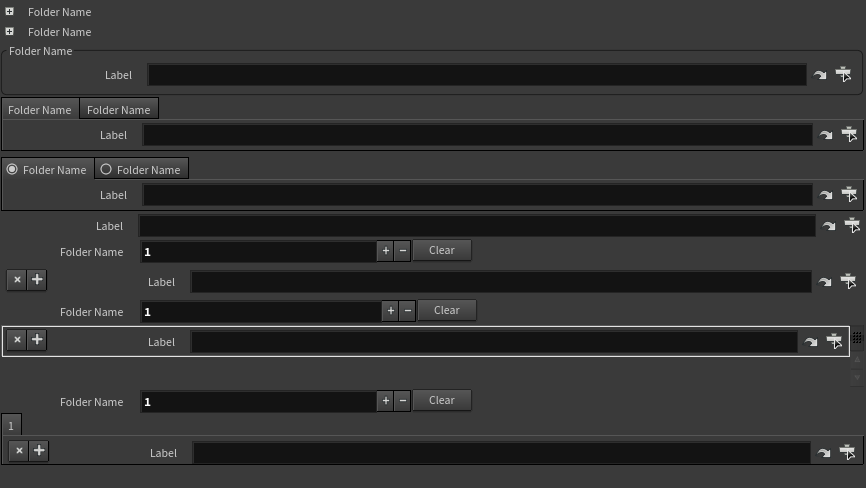 Folder Name
Folder Name
Folder Name
Label
Folder Name Folder Name
Label
Folder Name Folder Name
Label
Label
Folder Name 1 + − Clear
× + Label
Folder Name 1 + − Clear
× + Label
Folder Name 1 + − Clear
1
× + Label